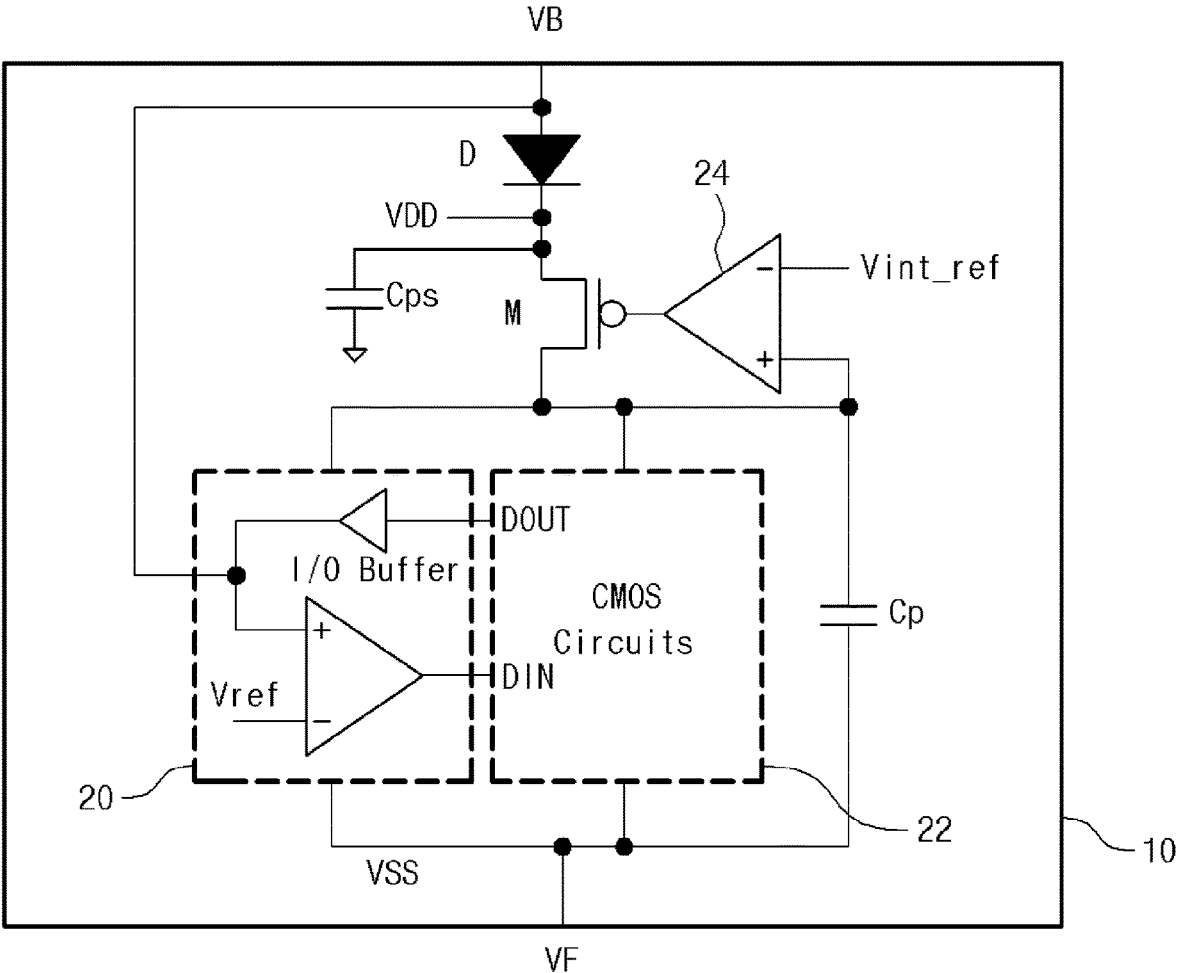 VB
D
24
VDD
Vint_ref
-
Cps
M
+
DOUT
I/O Buffer
CMOS
Circuits
Cp
+
DIN
Vref
-
20
22
10
VSS
VF